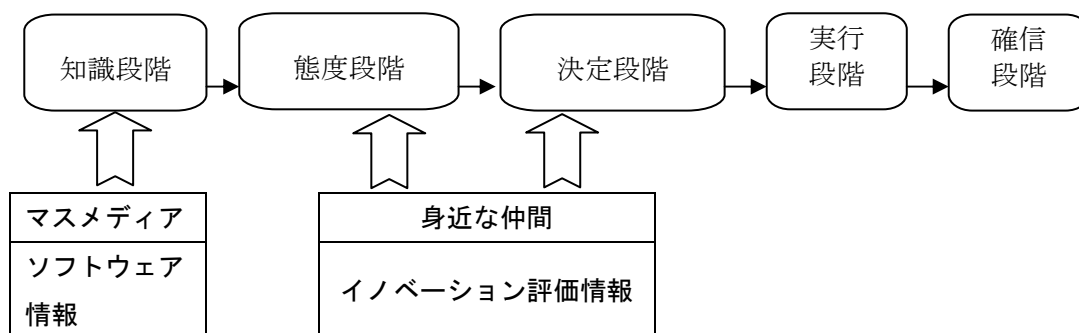 知識段階
態度段階
決定段階
実行
段階
確信
段階
マスメディア
ソフトウェア
情報
身近な仲間
イノベーション評価情報